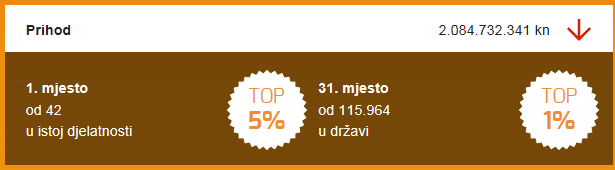 Prihod 2.084.732.341 kn
1. mjesto
od 42
u istoj djelatnosti
TOP
5%
31. mjesto
od 115.964
u državi
TOP
1%